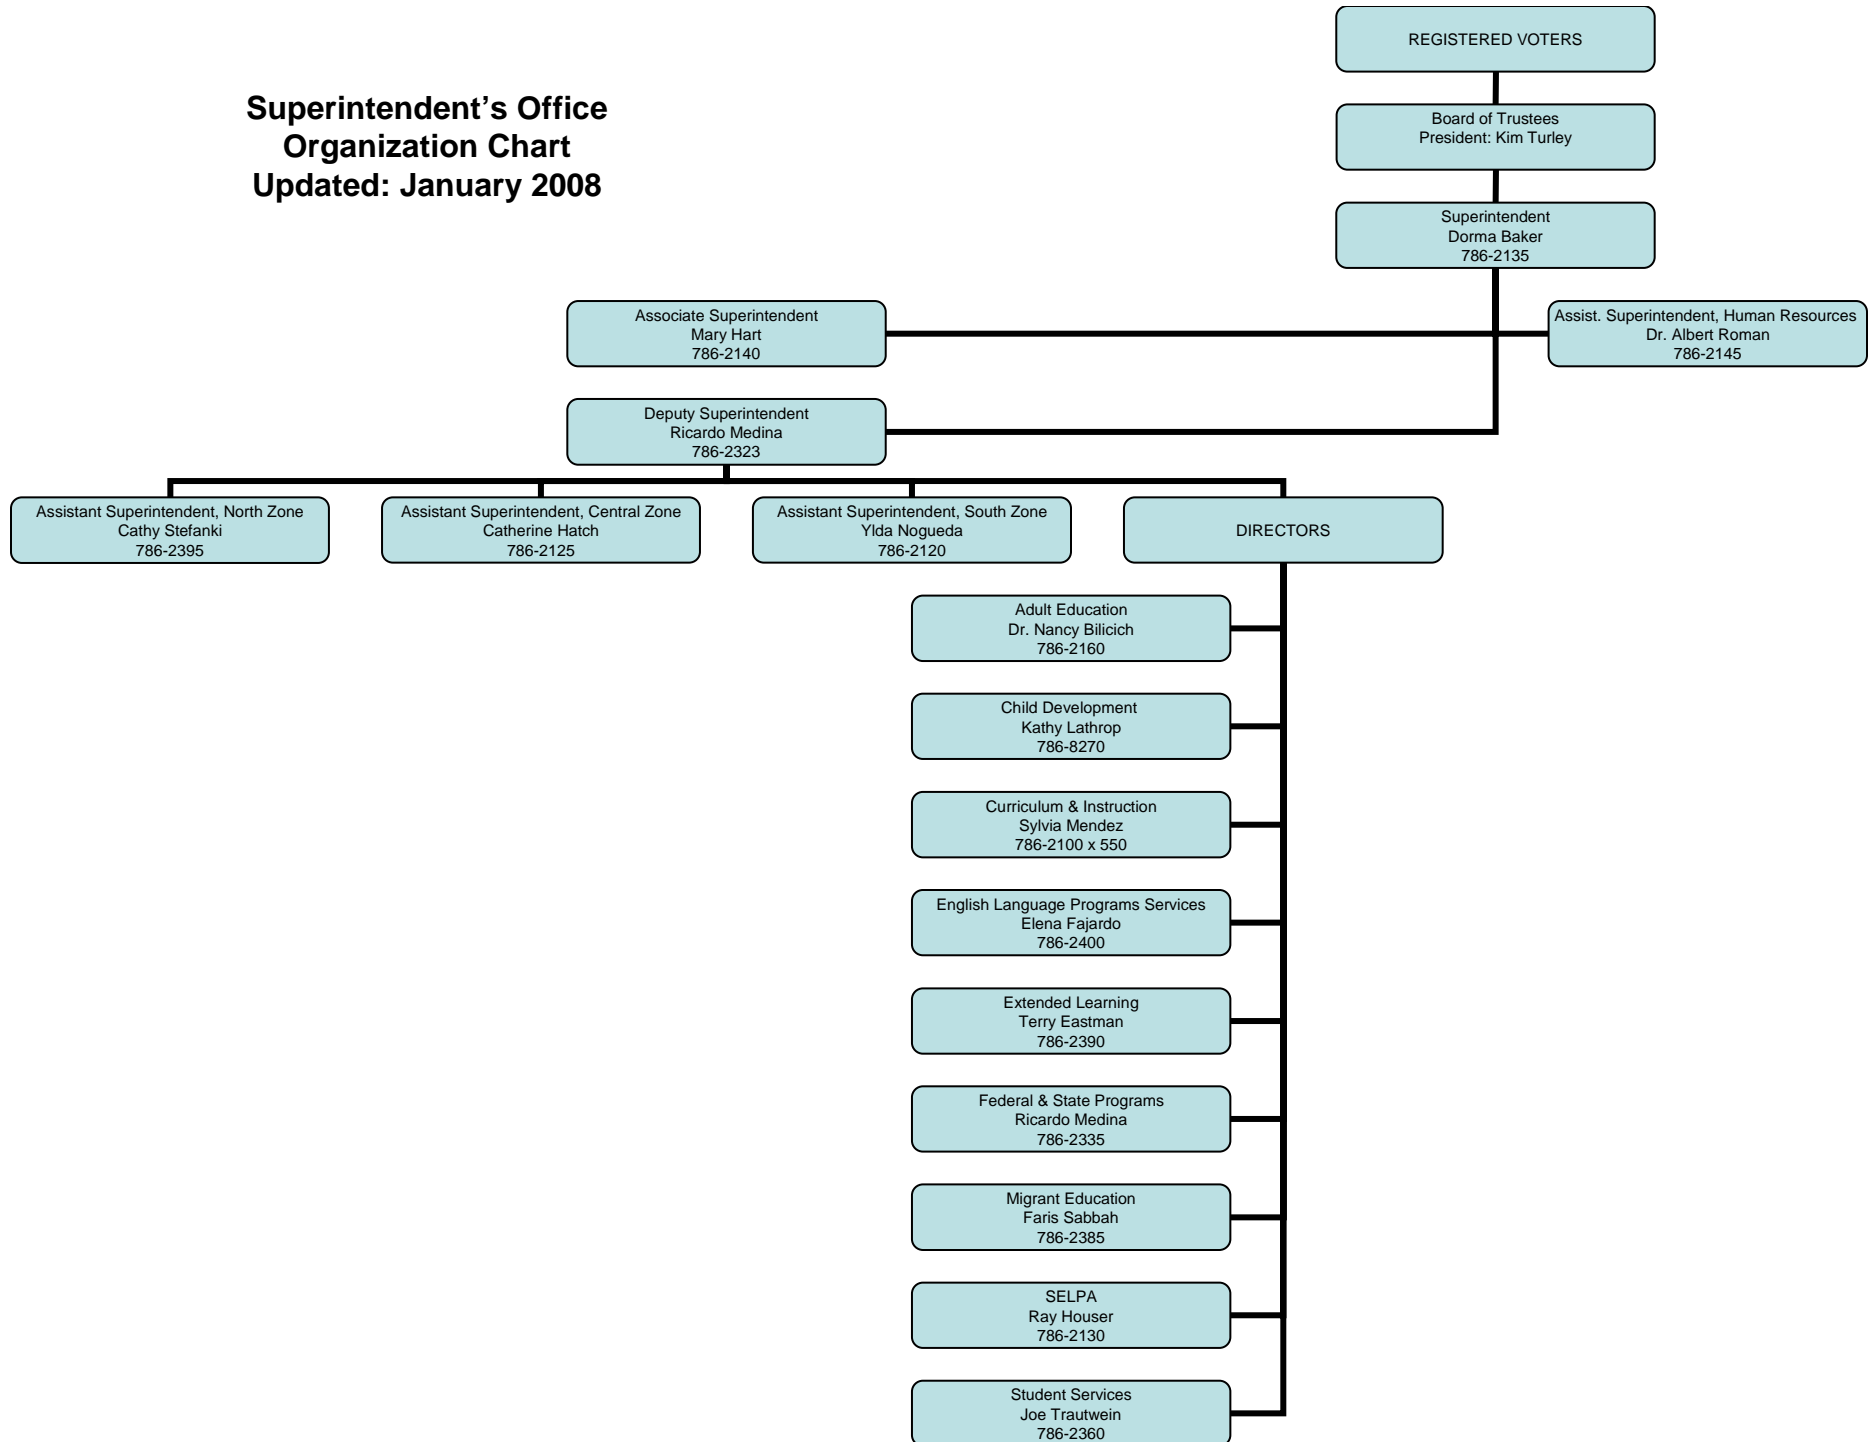 Superintendent’s Office
Organization Chart
Updated: January 2008
REGISTERED VOTERS
Board of Trustees
President: Kim Turley
Superintendent
Dorma Baker
786-2135
Associate Superintendent
Mary Hart
786-2140
Assist. Superintendent, Human Resources
Dr. Albert Roman
786-2145
Deputy Superintendent
Ricardo Medina
786-2323
Assistant Superintendent, North Zone
Cathy Stefanki
786-2395
Assistant Superintendent, Central Zone
Catherine Hatch
786-2125
Assistant Superintendent, South Zone
Ylda Nogueda
786-2120
DIRECTORS
Adult Education
Dr. Nancy Bilicich
786-2160
Child Development
Kathy Lathrop
786-8270
Curriculum & Instruction
Sylvia Mendez
786-2100 x 550
English Language Programs Services
Elena Fajardo
786-2400
Extended Learning
Terry Eastman
786-2390
Federal & State Programs
Ricardo Medina
786-2335
Migrant Education
Faris Sabbah
786-2385
SELPA
Ray Houser
786-2130
Student Services
Joe Trautwein
786-2360